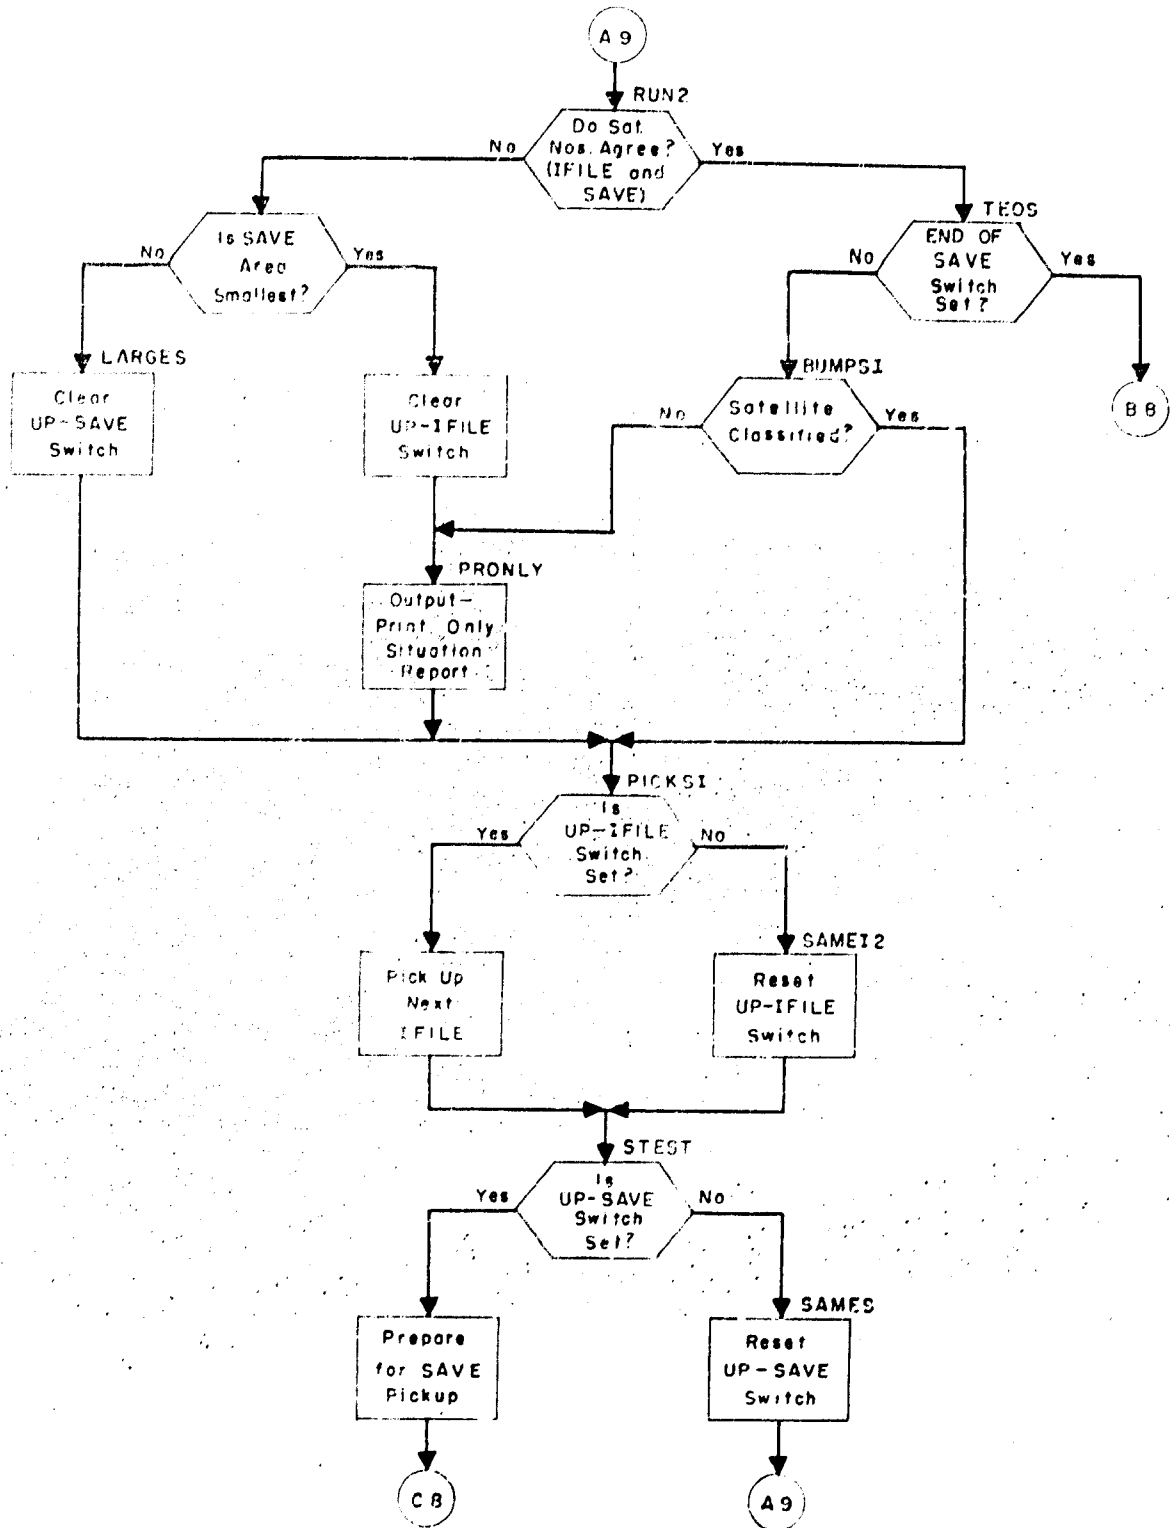 A9
RUN2
Do Sat.
Nos. Agree?
(IFILE and
SAVE)
No
Yes
Is SAVE
Area
Smallest?
No
Yes
TEOS
END OF
SAVE
Switch
Set?
No
Yes
LARGES
Clear
UP-SAVE
Switch
Clear
UP-IFILE
Switch
BUMPSI
Satellite
Classified?
No
Yes
B8
PRONLY
Output-
Print Only
Situation
Report
PICKSI
Is
UP-IFILE
Switch
Set?
Yes
No
Pick Up
Next
IFILE
SAMEI2
Reset
UP-IFILE
Switch
STEST
Is
UP-SAVE
Switch
Set?
Yes
No
Prepare
for SAVE
Pickup
SAMES
Reset
UP-SAVE
Switch
C8
A9